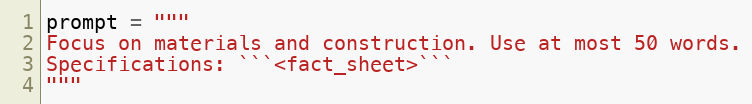 1 prompt = """
2 Focus on materials and construction. Use at most 50 words.
3 Specifications: ```<fact_sheet>```
4 """